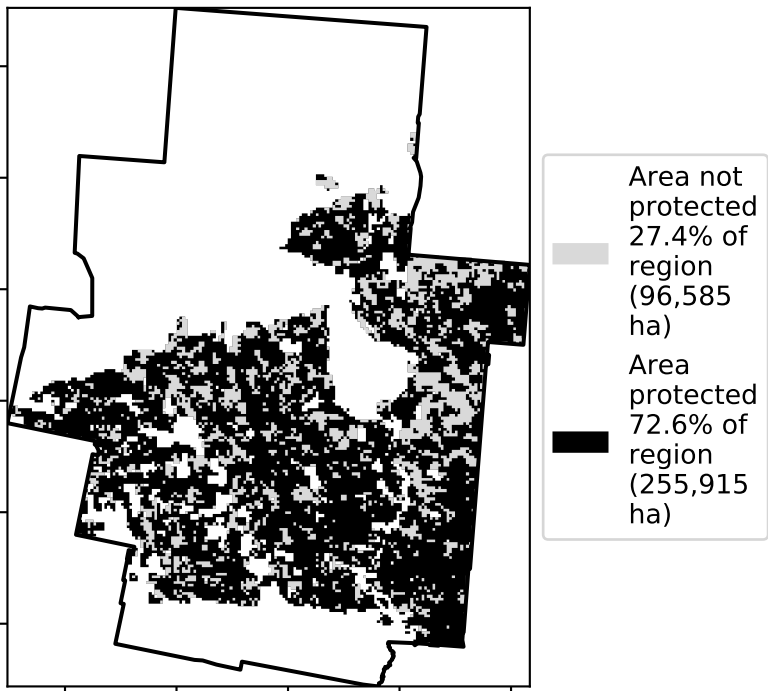 Area not
protected
27.4% of
region
(96,585
ha)
Area
protected
72.6% of
region
(255,915
ha)